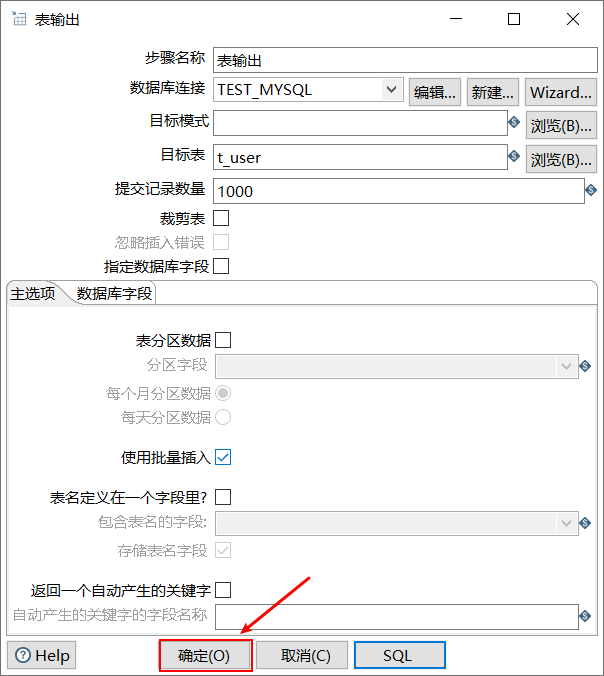 表输出
步骤名称 表输出
数据库连接 TEST_MYSQL 编辑... 新建... Wizard...
目标模式 浏览(B)...
目标表 t_user 浏览(B)...
提交记录数量 1000
裁剪表
忽略插入错误
指定数据库字段
主选项 数据库字段
表分区数据
分区字段
每个月分区数据
每天分区数据
使用批量插入
表名定义在一个字段里?
包含表名的字段:
存储表名字段
返回一个自动产生的关键字
自动产生的关键字的字段名称
Help 确定(O) 取消(C) SQL